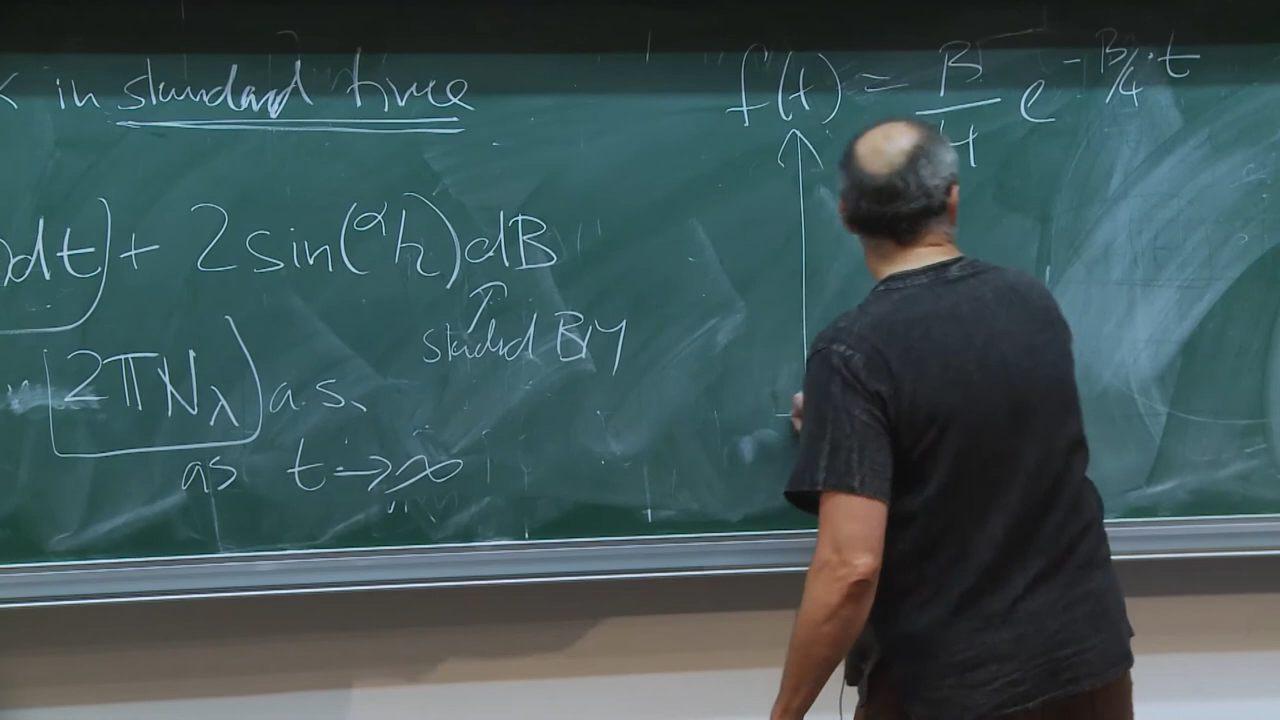 in standard time
dt) + 2 sin(α/2) dB
standard BM
2πN_λ a.s.
as t → ∞
f(t) = β/4 e^{-β/4·t}